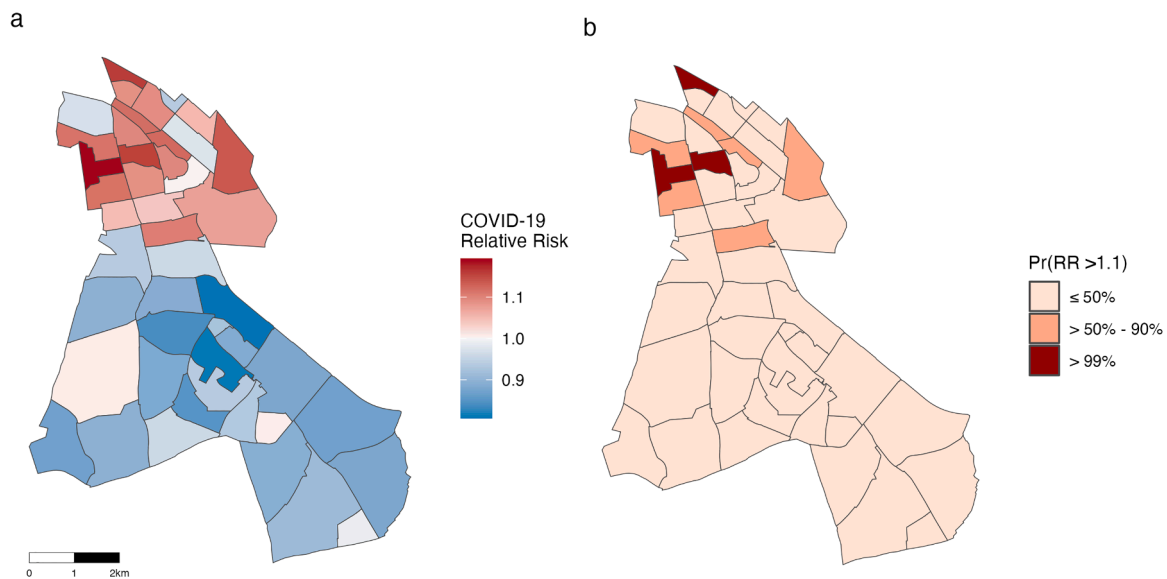 a
b
COVID-19
Relative Risk
1.1
1.0
0.9
Pr(RR >1.1)
≤ 50%
> 50% - 90%
> 99%
0 1 2km